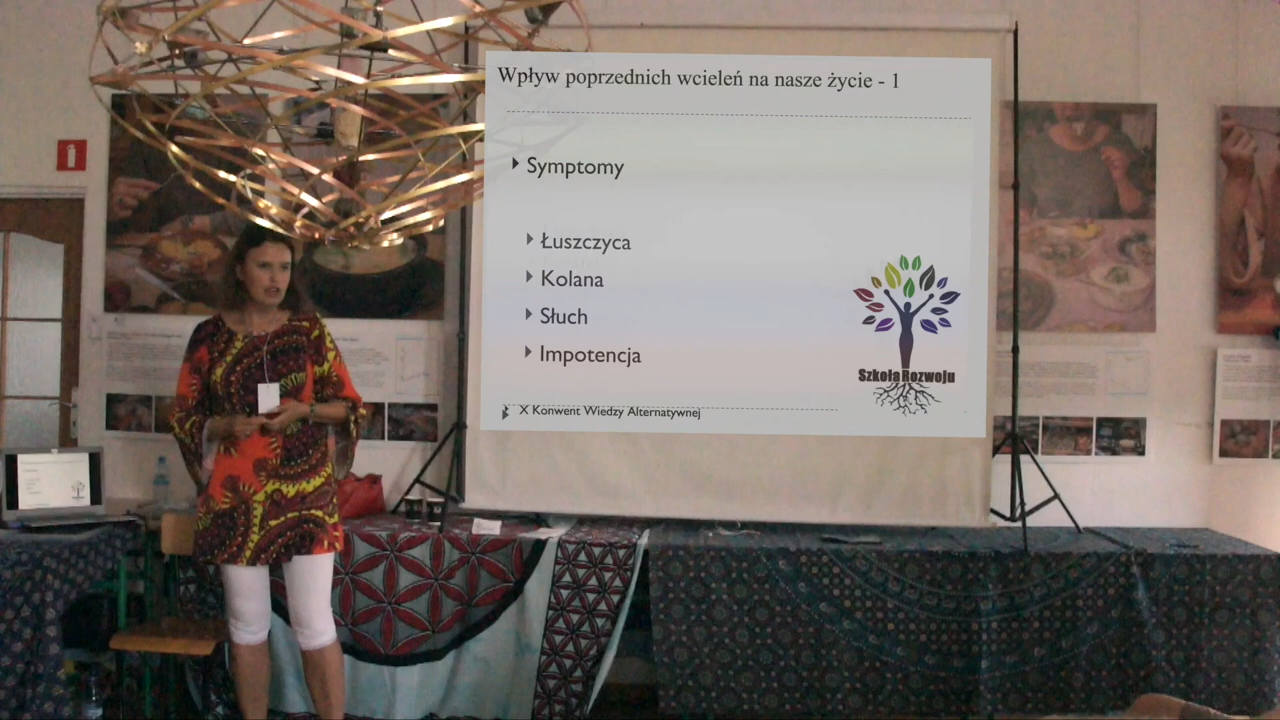 Wpływ poprzednich wcieleń na nasze życie - 1
Symptomy
Łuszczyca
Kolana
Słuch
Impotencja
Szkoła Rozwoju
X Konwent Wiedzy Alternatywnej